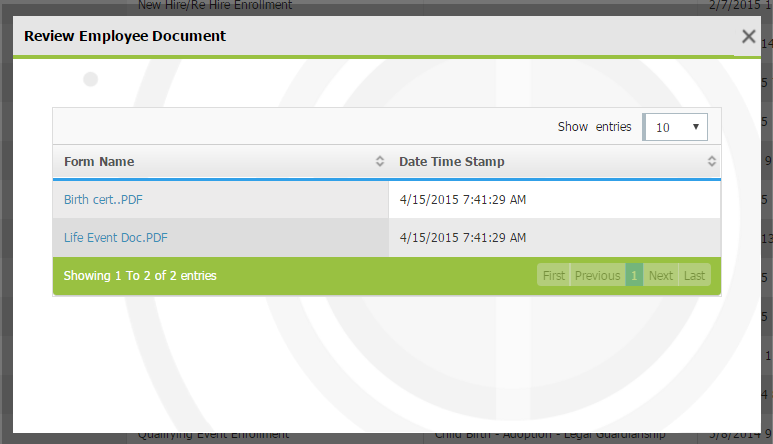 New Hire/Re Hire Enrollment 2/7/2015 1
Review Employee Document
Show entries 10
Form Name Date Time Stamp
Birth cert..PDF 4/15/2015 7:41:29 AM
Life Event Doc.PDF 4/15/2015 7:41:29 AM
Showing 1 To 2 of 2 entries First Previous 1 Next Last
Qualifying Event Enrollment Child Birth - Adoption - Legal Guardianship 5/8/2014 9